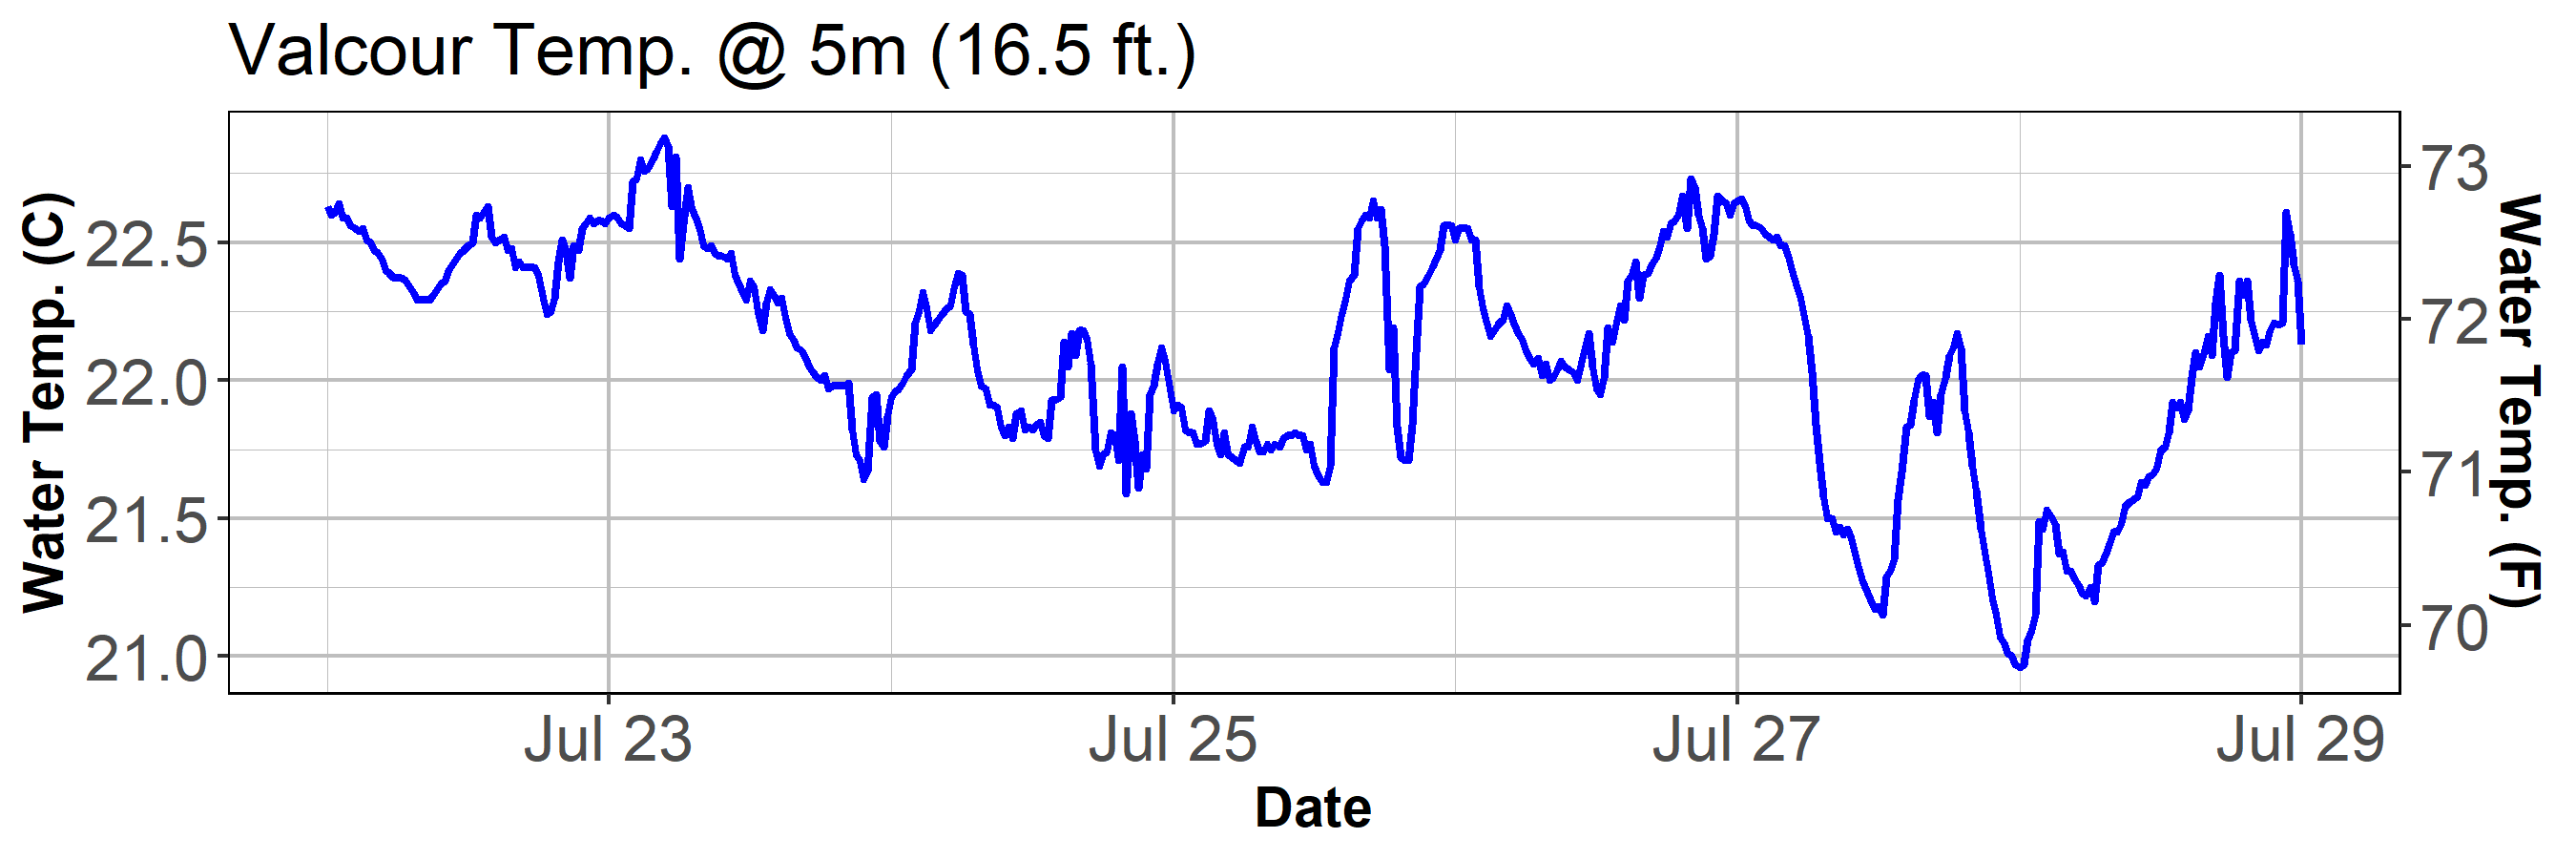 Valcour Temp. @ 5m (16.5 ft.)
Water Temp. (C)
22.5
22.0
21.5
21.0
73
72
71
70
Water Temp. (F)
Jul 23 Jul 25 Jul 27 Jul 29
Date